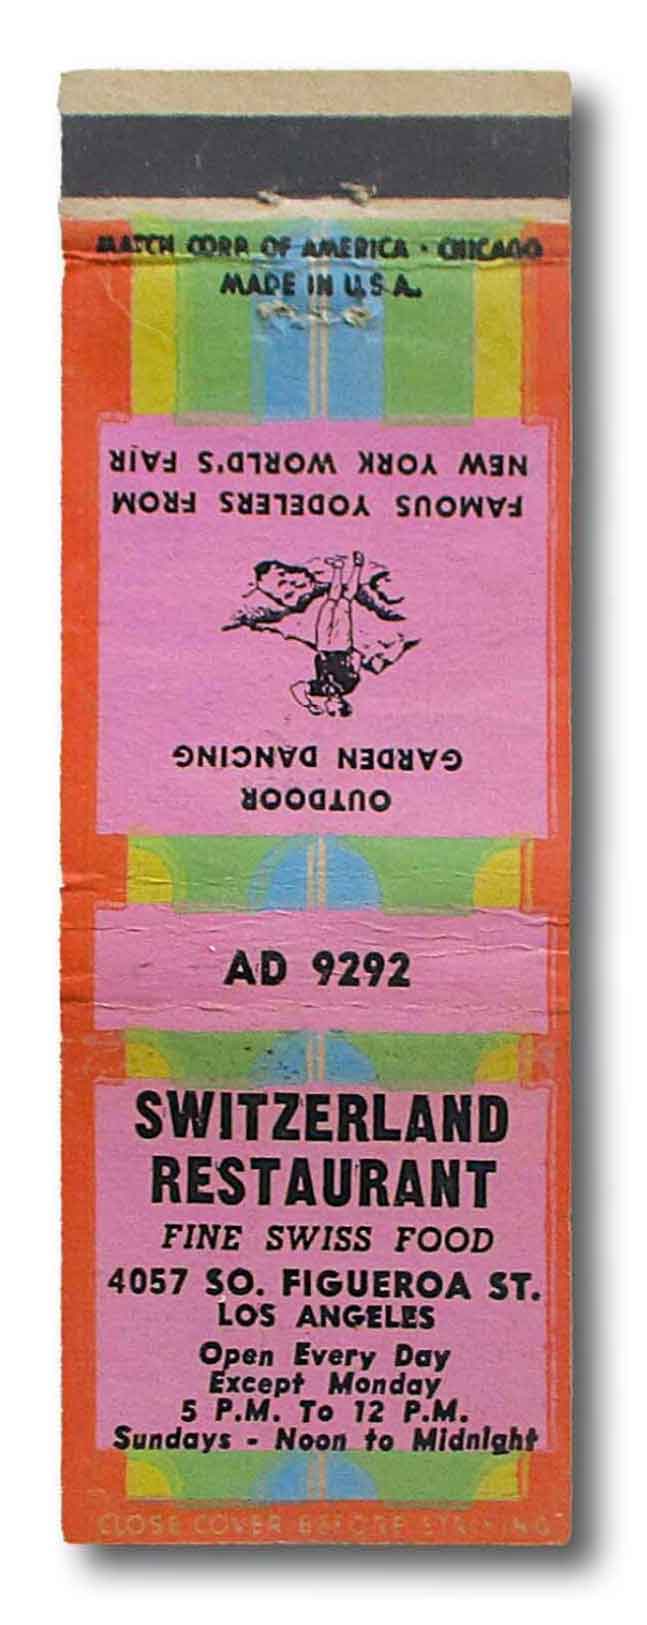 MATCH CORP. OF AMERICA · CHICAGO
MADE IN U.S.A.
OUTDOOR
GARDEN DANCING
FAMOUS YODELERS FROM
NEW YORK WORLD'S FAIR
AD 9292
SWITZERLAND
RESTAURANT
FINE SWISS FOOD
4057 SO. FIGUEROA ST.
LOS ANGELES
Open Every Day
Except Monday
5 P.M. To 12 P.M.
Sundays - Noon to Midnight
CLOSE COVER BEFORE STRIKING